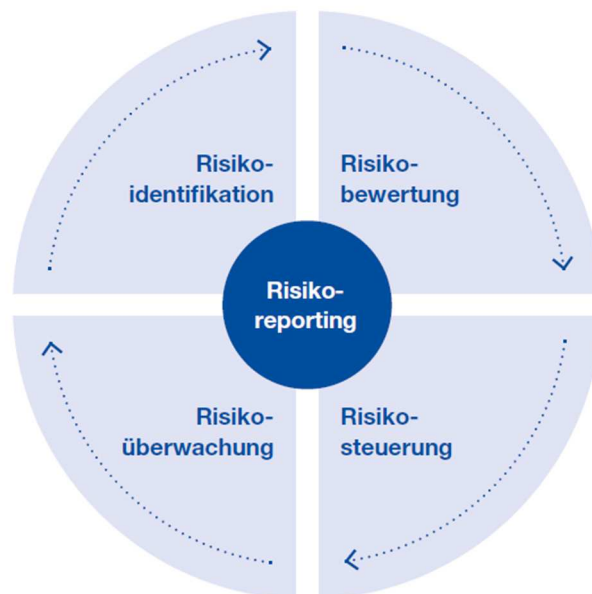 Risiko-
identifikation
Risiko-
bewertung
Risiko-
reporting
Risiko-
überwachung
Risiko-
steuerung